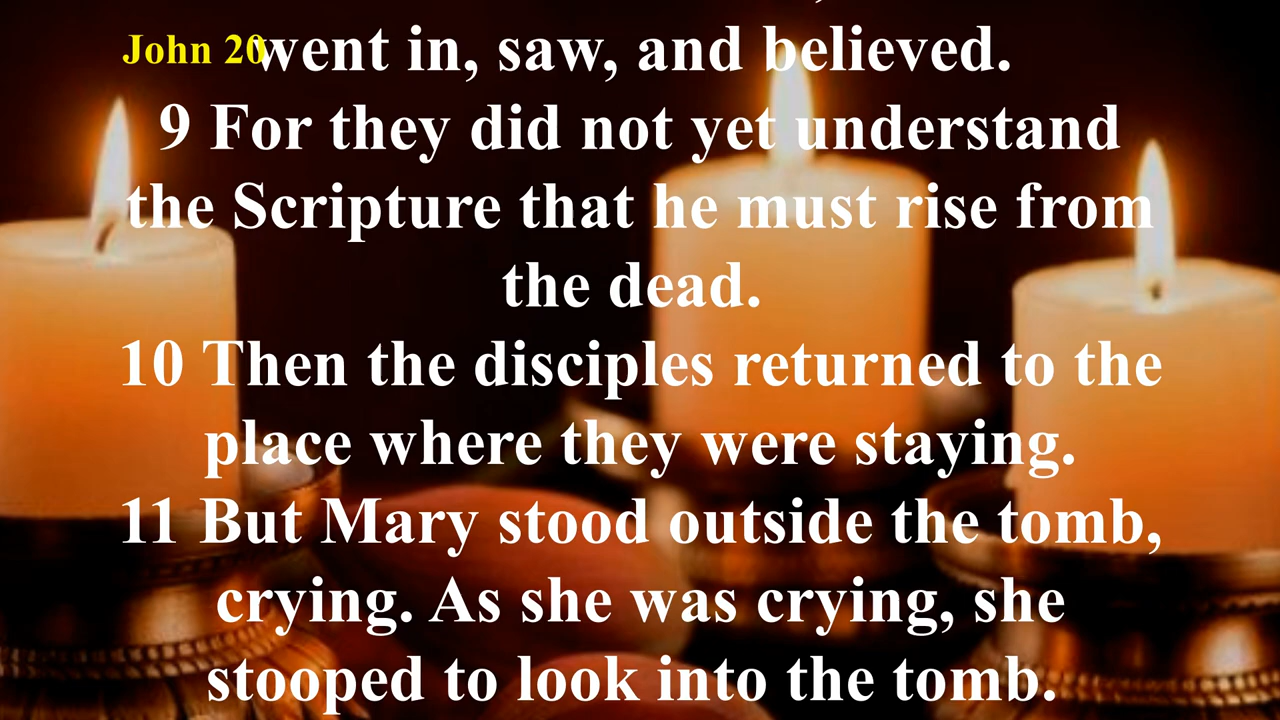 John 20
went in, saw, and believed.
9 For they did not yet understand
the Scripture that he must rise from
the dead.
10 Then the disciples returned to the
place where they were staying.
11 But Mary stood outside the tomb,
crying. As she was crying, she
stooped to look into the tomb.